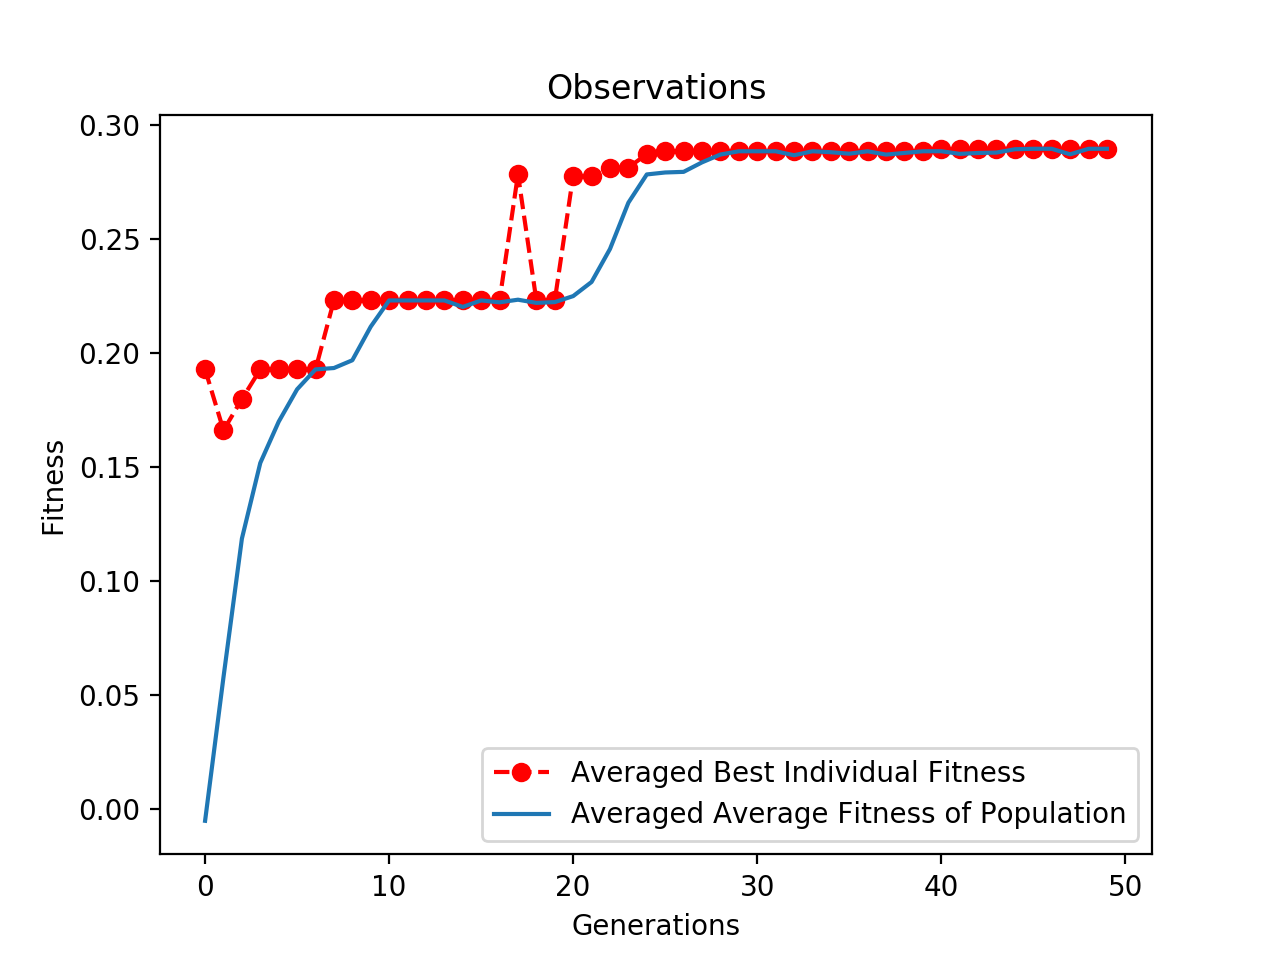 Observations
0.30
0.25
0.20
0.15
0.10
0.05
0.00
Fitness
Averaged Best Individual Fitness
Averaged Average Fitness of Population
0 10 20 30 40 50
Generations